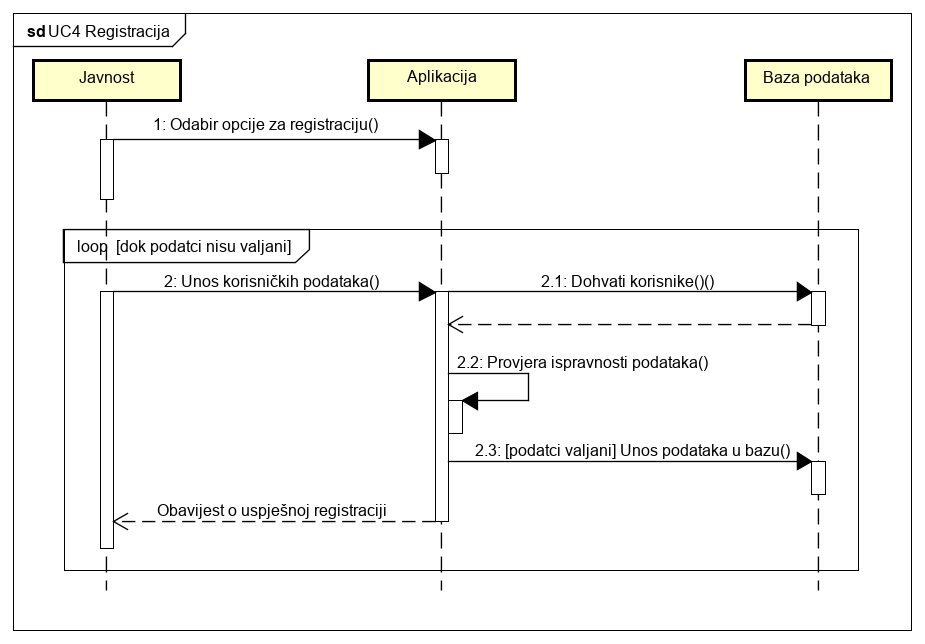 sd UC4 Registracija
Javnost
Aplikacija
Baza podataka
1: Odabir opcije za registraciju()
loop [dok podatci nisu valjani]
2: Unos korisničkih podataka()
2.1: Dohvati korisnike()()
2.2: Provjera ispravnosti podataka()
2.3: [podatci valjani] Unos podataka u bazu()
Obavijest o uspješnoj registraciji